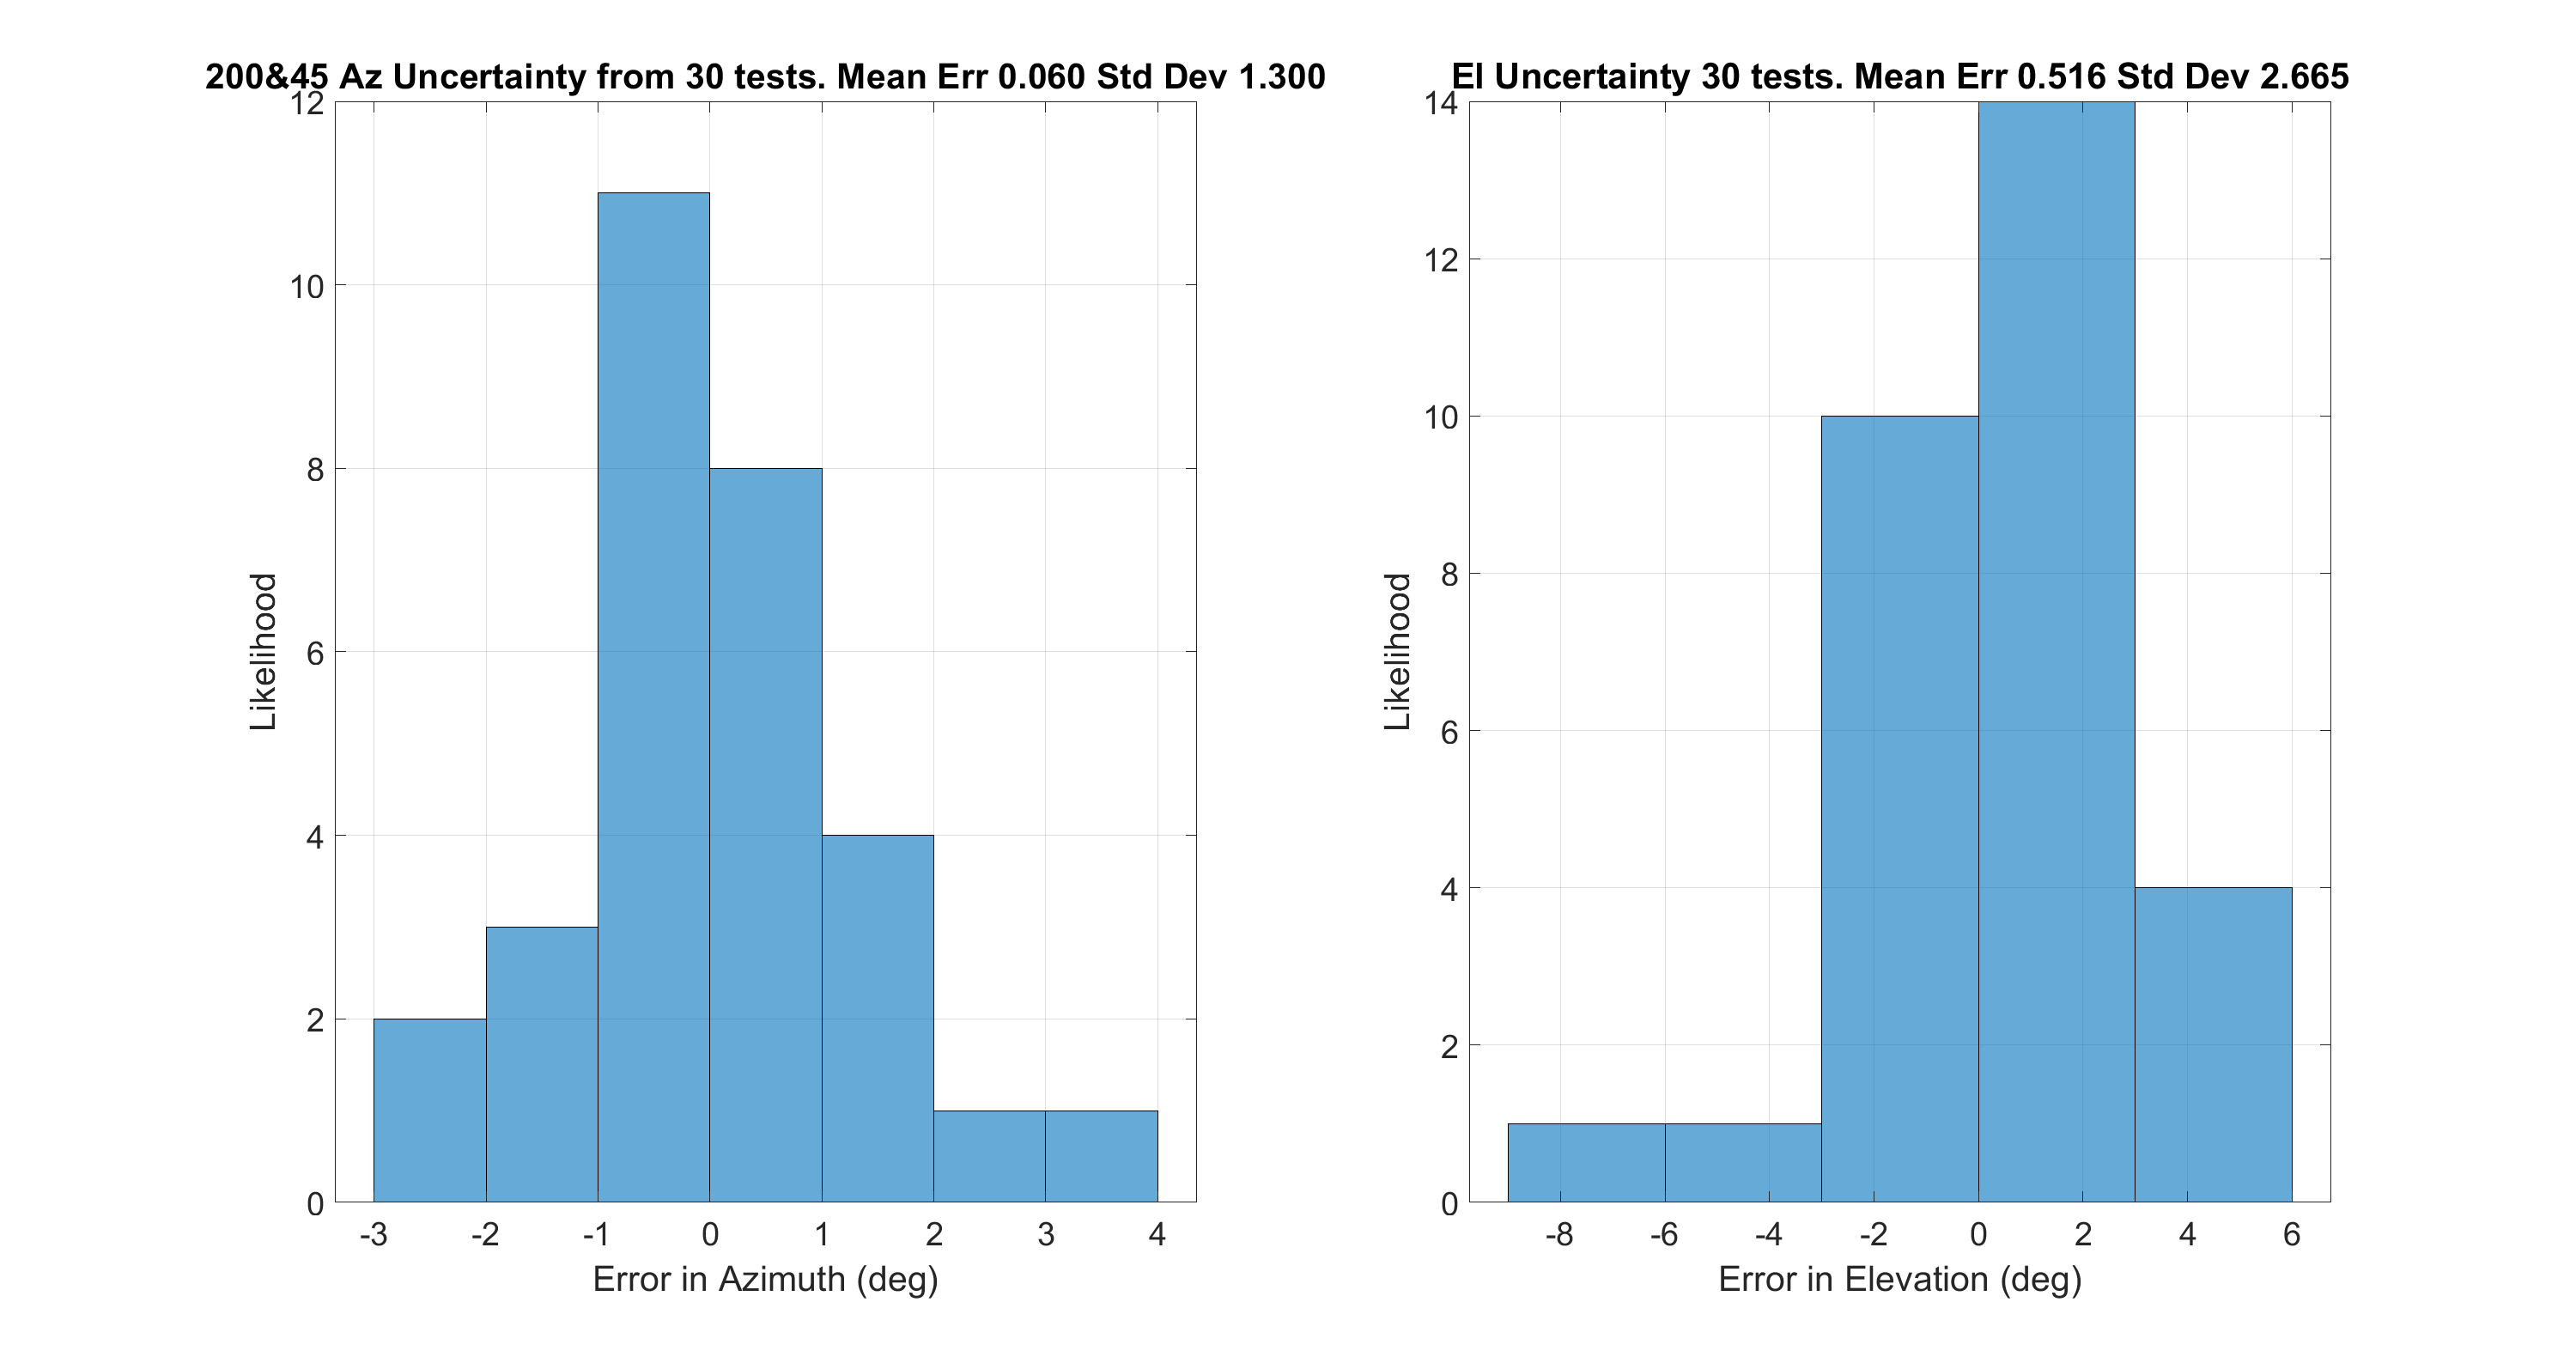 200&45 Az Uncertainty from 30 tests. Mean Err 0.060 Std Dev 1.300
12
10
8
6
4
2
0
Likelihood
-3 -2 -1 0 1 2 3 4
Error in Azimuth (deg)
El Uncertainty 30 tests. Mean Err 0.516 Std Dev 2.665
14
12
10
8
6
4
2
0
Likelihood
-8 -6 -4 -2 0 2 4 6
Error in Elevation (deg)